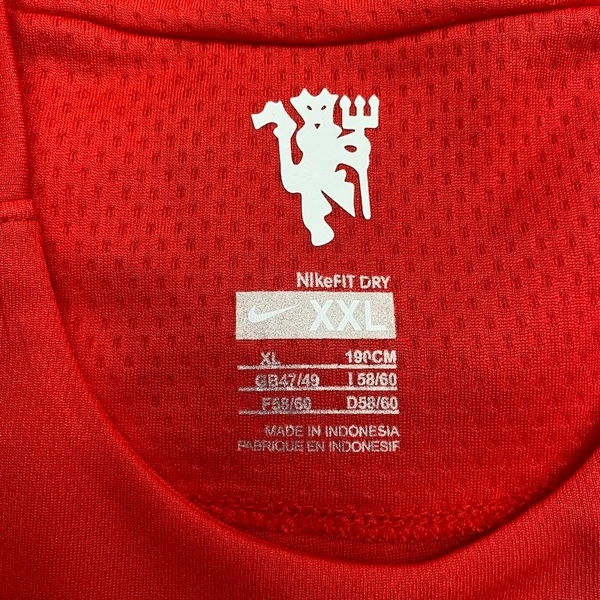 NIKeFIT DRY
XXL
XL 190CM
GB47/49 I 58/60
F58/60 D58/60
MADE IN INDONESIA
FABRIQUE EN INDONESIE